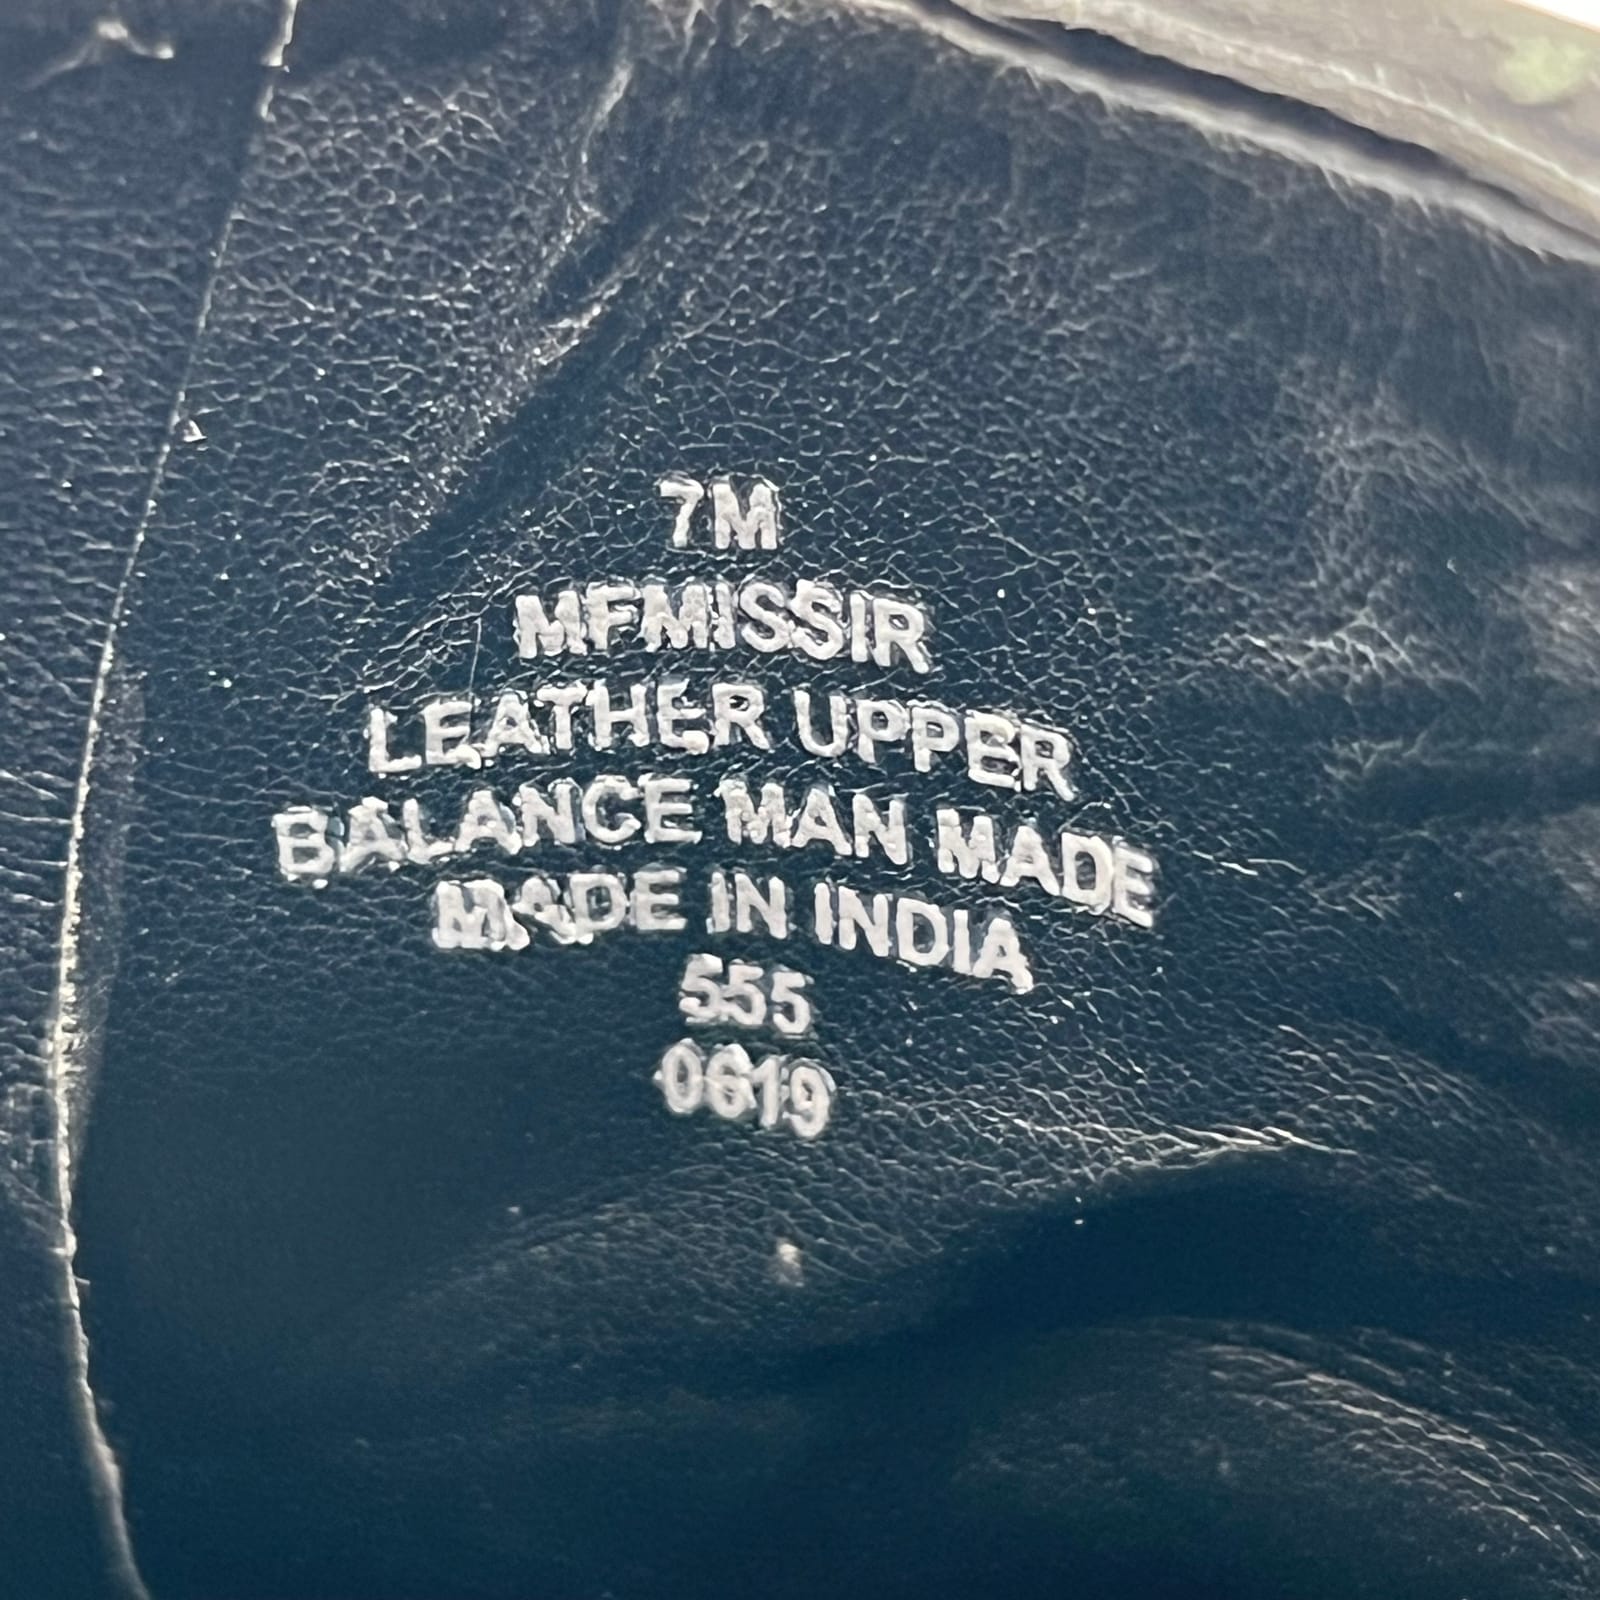 7M
MFMISSIR
LEATHER UPPER
BALANCE MAN MADE
MADE IN INDIA
555
0619